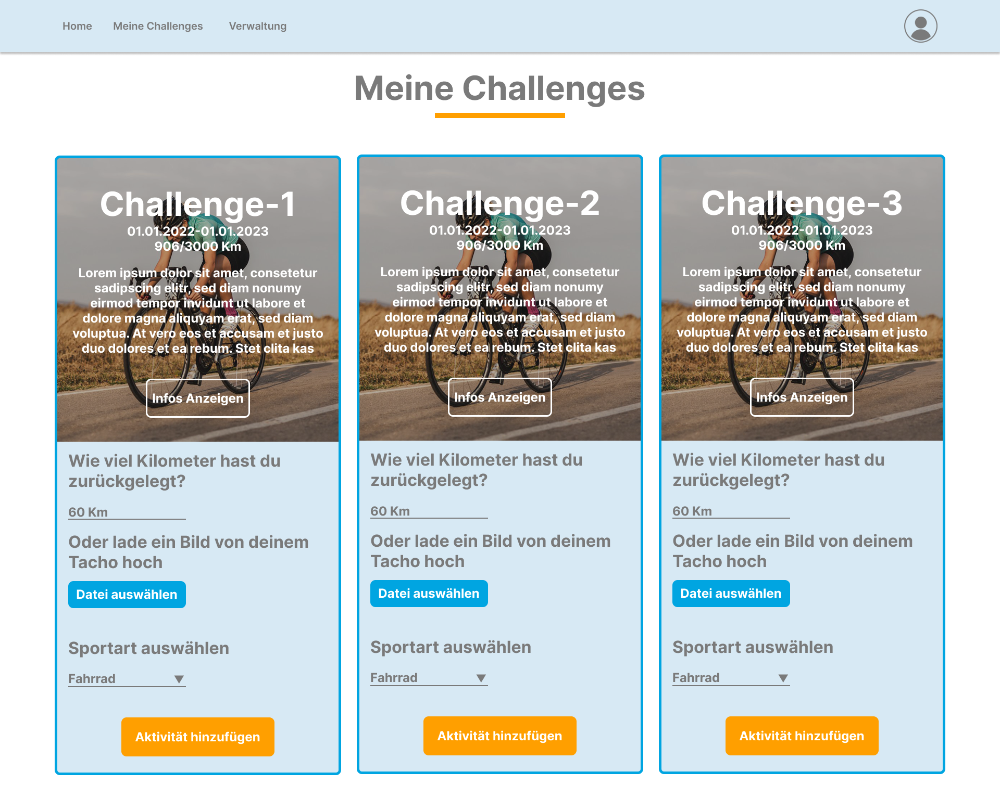 Home Meine Challenges Verwaltung
Meine Challenges
Challenge-1
01.01.2022-01.01.2023
906/3000 Km
Lorem ipsum dolor sit amet, consetetur
sadipscing elitr, sed diam nonumy
eirmod tempor invidunt ut labore et
dolore magna aliquyam erat, sed diam
voluptua. At vero eos et accusam et justo
duo dolores et ea rebum. Stet clita kas
Infos Anzeigen
Wie viel Kilometer hast du
zurückgelegt?
60 Km
Oder lade ein Bild von deinem
Tacho hoch
Datei auswählen
Sportart auswählen
Fahrrad
Aktivität hinzufügen
Challenge-2
01.01.2022-01.01.2023
906/3000 Km
Lorem ipsum dolor sit amet, consetetur
sadipscing elitr, sed diam nonumy
eirmod tempor invidunt ut labore et
dolore magna aliquyam erat, sed diam
voluptua. At vero eos et accusam et justo
duo dolores et ea rebum. Stet clita kas
Infos Anzeigen
Wie viel Kilometer hast du
zurückgelegt?
60 Km
Oder lade ein Bild von deinem
Tacho hoch
Datei auswählen
Sportart auswählen
Fahrrad
Aktivität hinzufügen
Challenge-3
01.01.2022-01.01.2023
906/3000 Km
Lorem ipsum dolor sit amet, consetetur
sadipscing elitr, sed diam nonumy
eirmod tempor invidunt ut labore et
dolore magna aliquyam erat, sed diam
voluptua. At vero eos et accusam et justo
duo dolores et ea rebum. Stet clita kas
Infos Anzeigen
Wie viel Kilometer hast du
zurückgelegt?
60 Km
Oder lade ein Bild von deinem
Tacho hoch
Datei auswählen
Sportart auswählen
Fahrrad
Aktivität hinzufügen